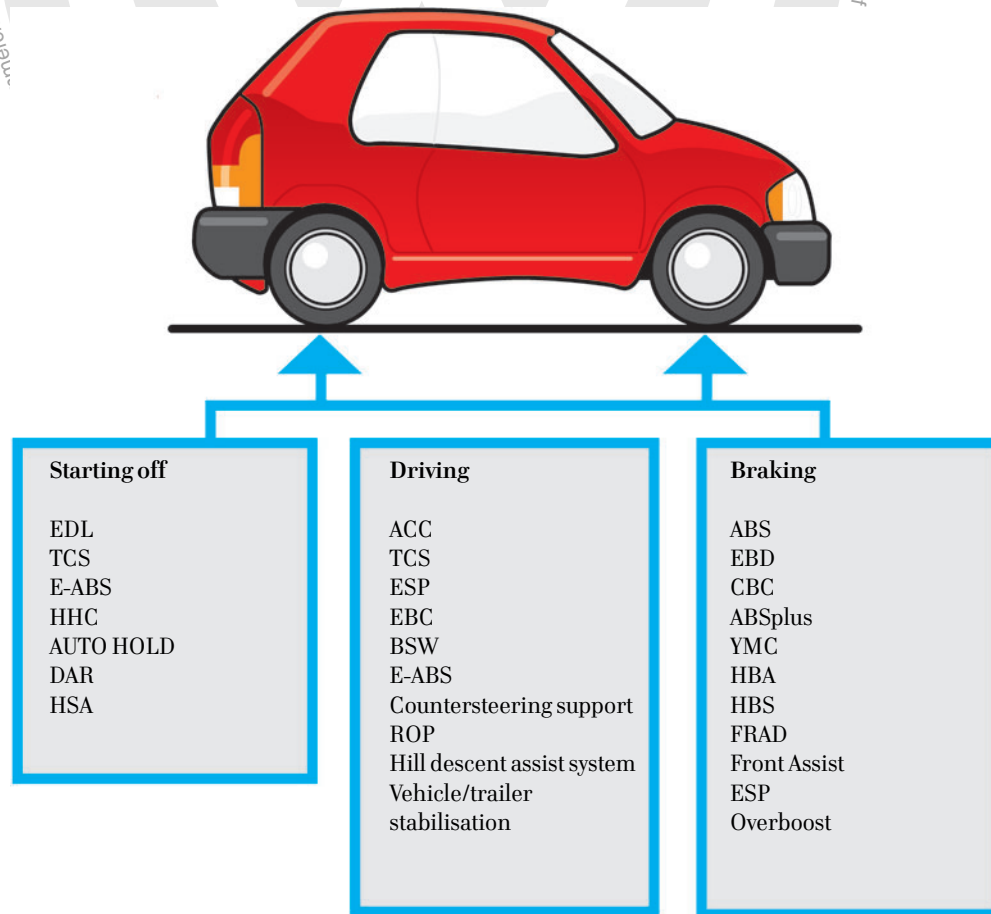 Starting off
EDL
TCS
E-ABS
HHC
AUTO HOLD
DAR
HSA
Driving
ACC
TCS
ESP
EBC
BSW
E-ABS
Countersteering support
ROP
Hill descent assist system
Vehicle/trailer
stabilisation
Braking
ABS
EBD
CBC
ABSplus
YMC
HBA
HBS
FRAD
Front Assist
ESP
Overboost